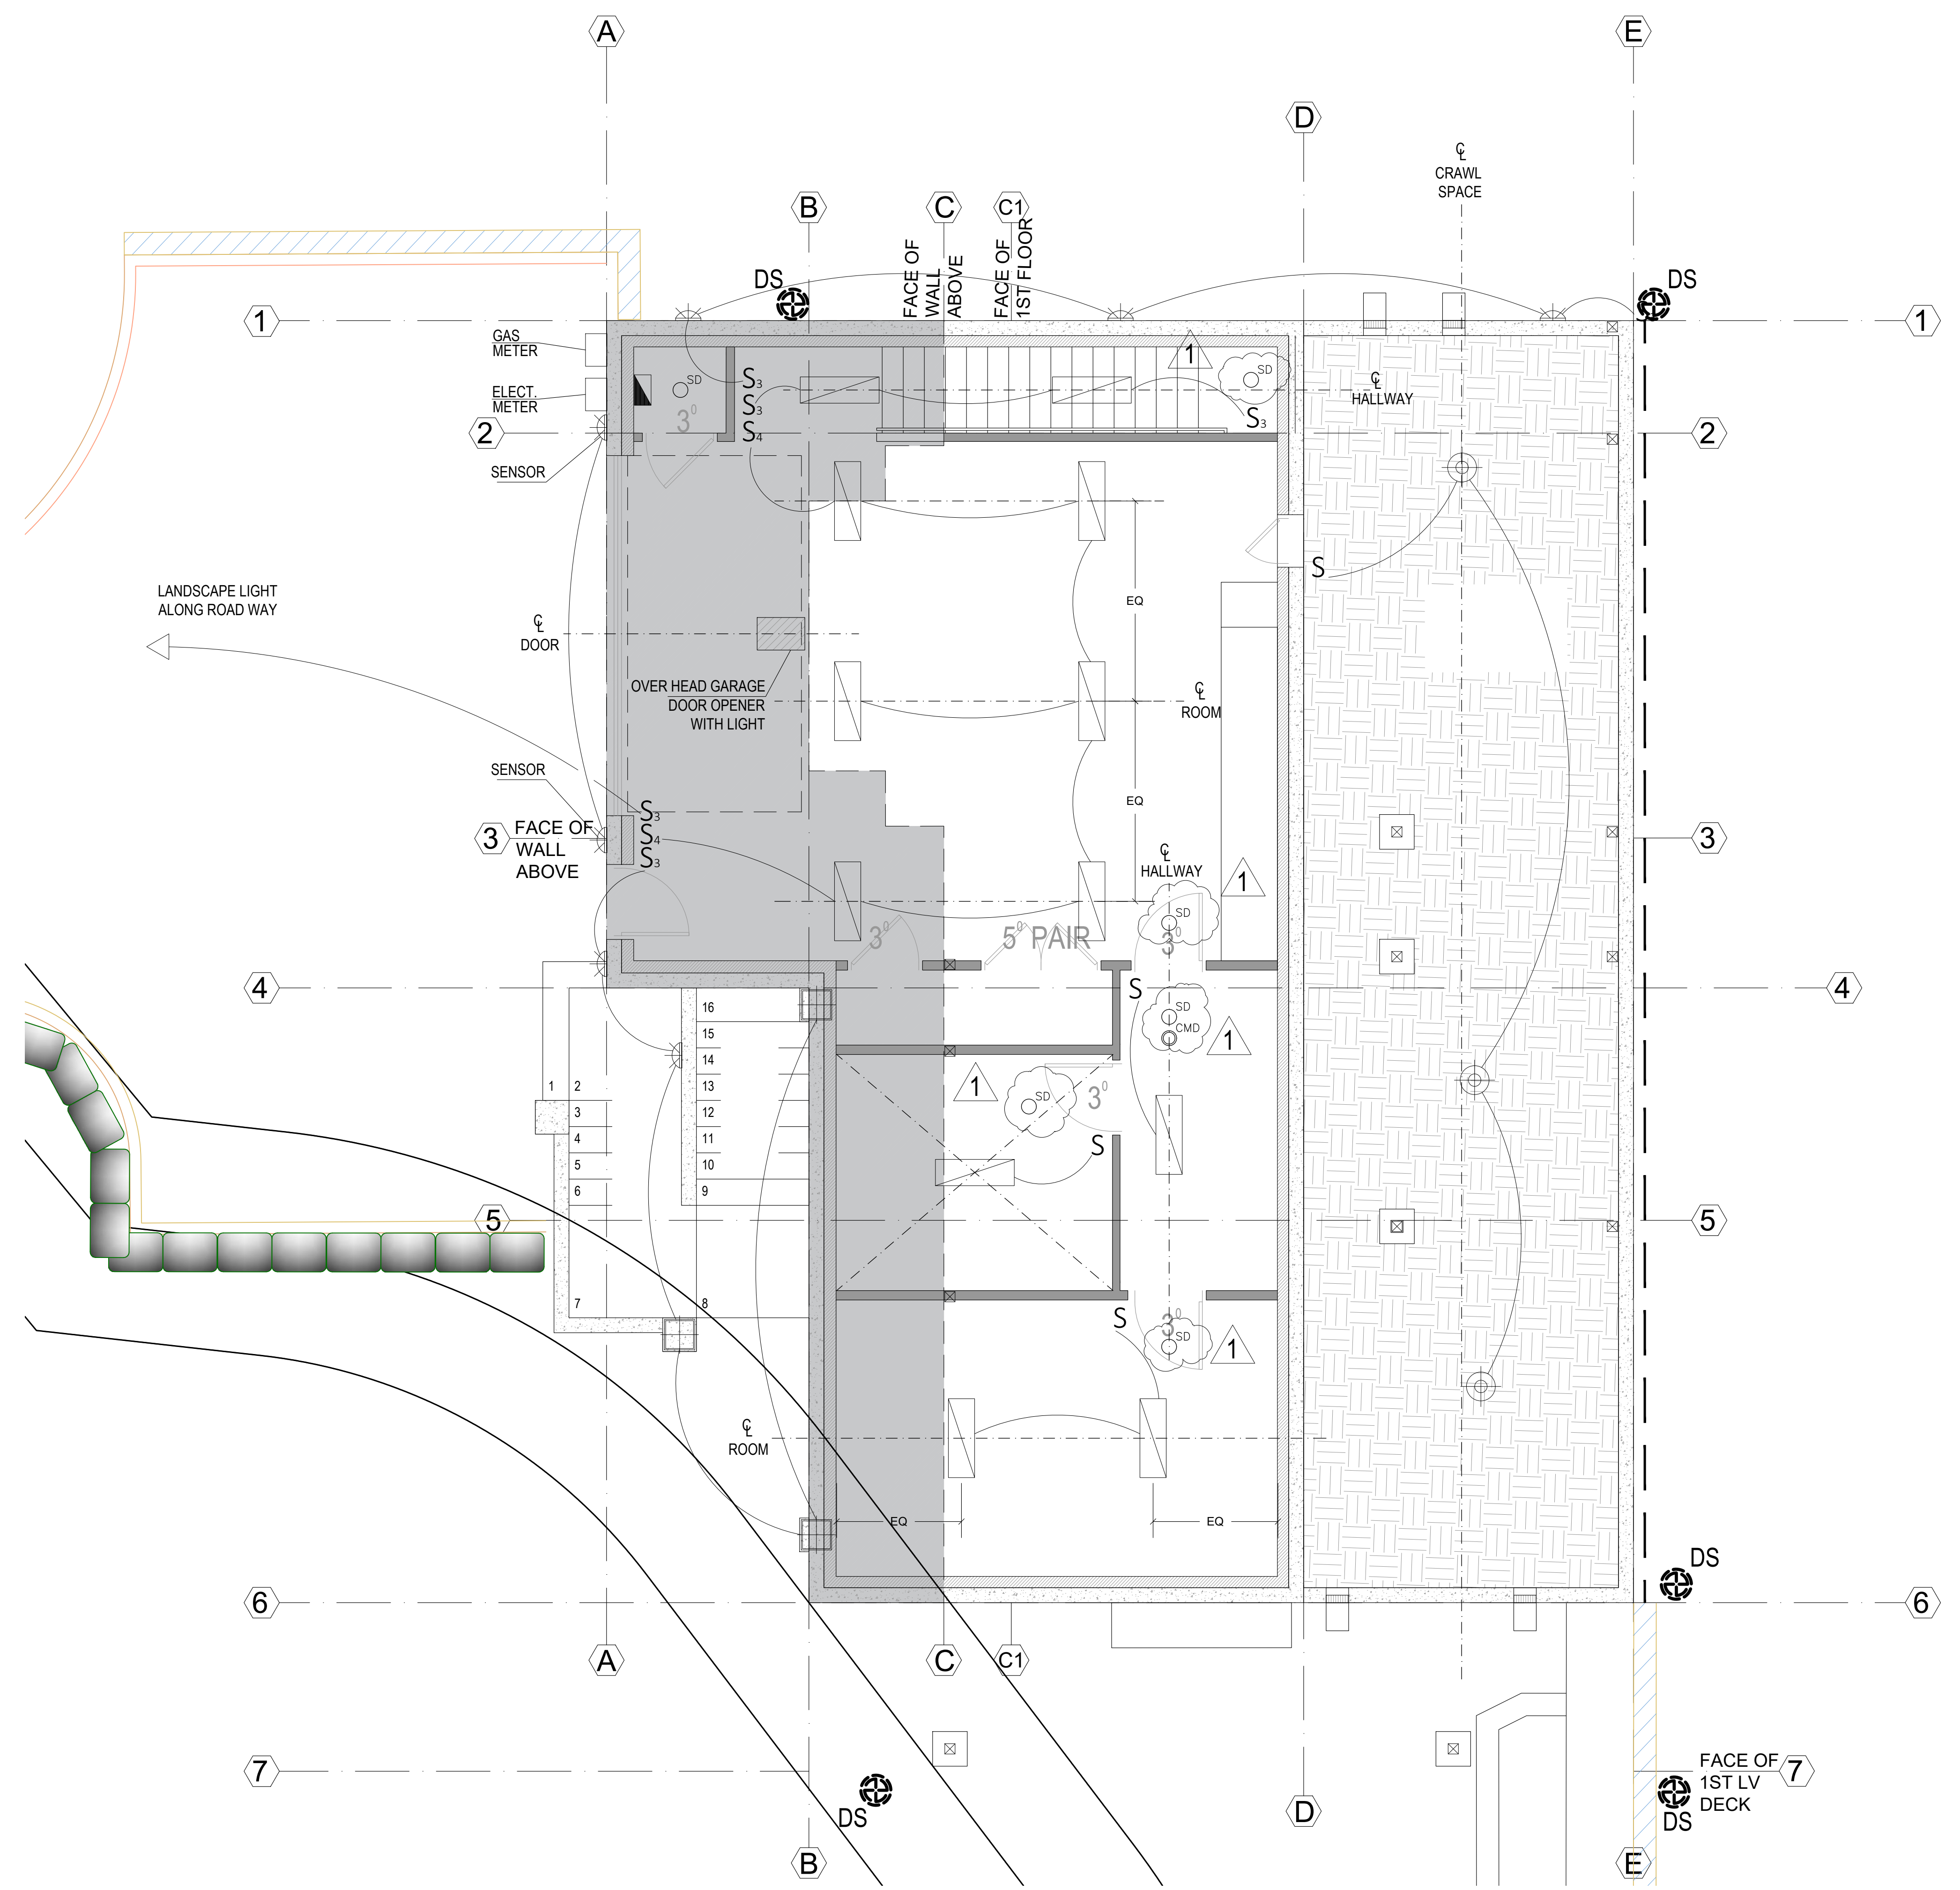 A
E
D
℄
CRAWL
SPACE
B
C
C1
FACE OF
WALL
ABOVE
FACE OF
1ST FLOOR
DS
DS
1
1
GAS
METER
ELECT.
METER
SD
3⁰
S₃
S₃
S₄
1
SD
S₃
℄
HALLWAY
2
2
SENSOR
S
EQ
LANDSCAPE LIGHT
ALONG ROAD WAY
℄
DOOR
OVER HEAD GARAGE
DOOR OPENER
WITH LIGHT
℄
ROOM
SENSOR
EQ
S₃
S₄
S₃
3
FACE OF
WALL
ABOVE
3
℄
HALLWAY
1
SD
3⁰
5⁰ PAIR
3⁰
4
S
4
SD
CMD
1
16
15
14
13
12
11
10
9
1
2
3
4
5
6
7
8
1
SD
3⁰
S
5
5
S
3⁰
SD
1
℄
ROOM
EQ
EQ
DS
6
6
A
C
C1
7
FACE OF
1ST LV
DECK
7
DS
DS
D
B
E